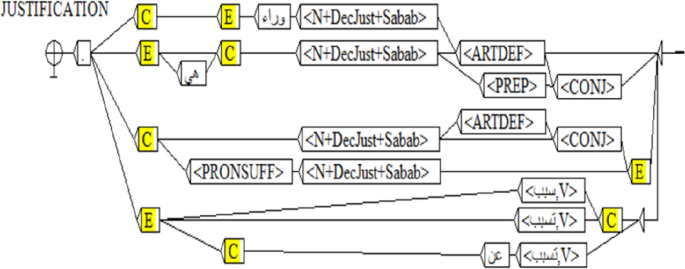 JUSTIFICATION
C E وراء <N+DecJust+Sabab>
. E هي C <N+DecJust+Sabab> <ARTDEF>
<PREP> <CONJ>
C <N+DecJust+Sabab> <ARTDEF> <CONJ>
<PRONSUFF> <N+DecJust+Sabab> E
<سبب,V>
E <تسبب,V> C
C عن <تسبب,V>